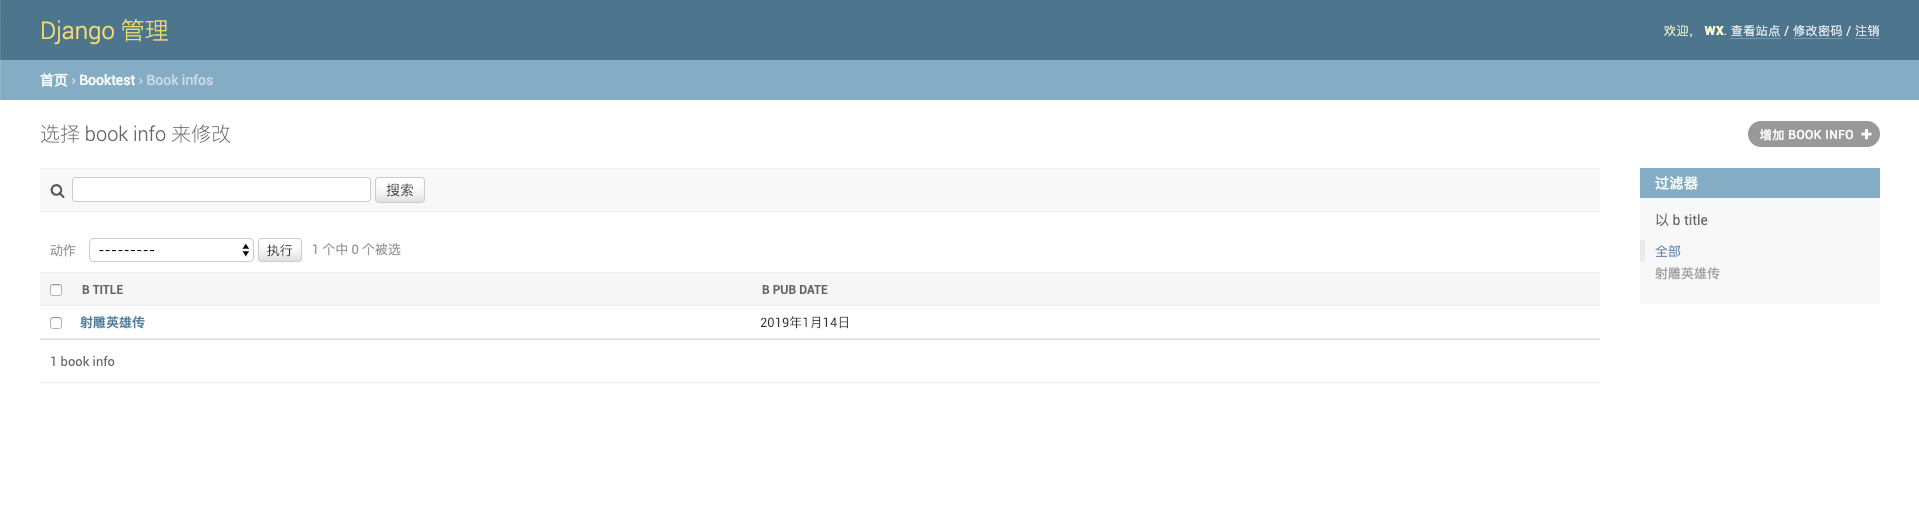 Django 管理
欢迎， WX. 查看站点 / 修改密码 / 注销
首页 › Booktest › Book infos
选择 book info 来修改
增加 BOOK INFO
搜索
过滤器
以 b title
全部
射雕英雄传
动作 --------- 执行 1 个中 0 个被选
B TITLE B PUB DATE
射雕英雄传 2019年1月14日
1 book info